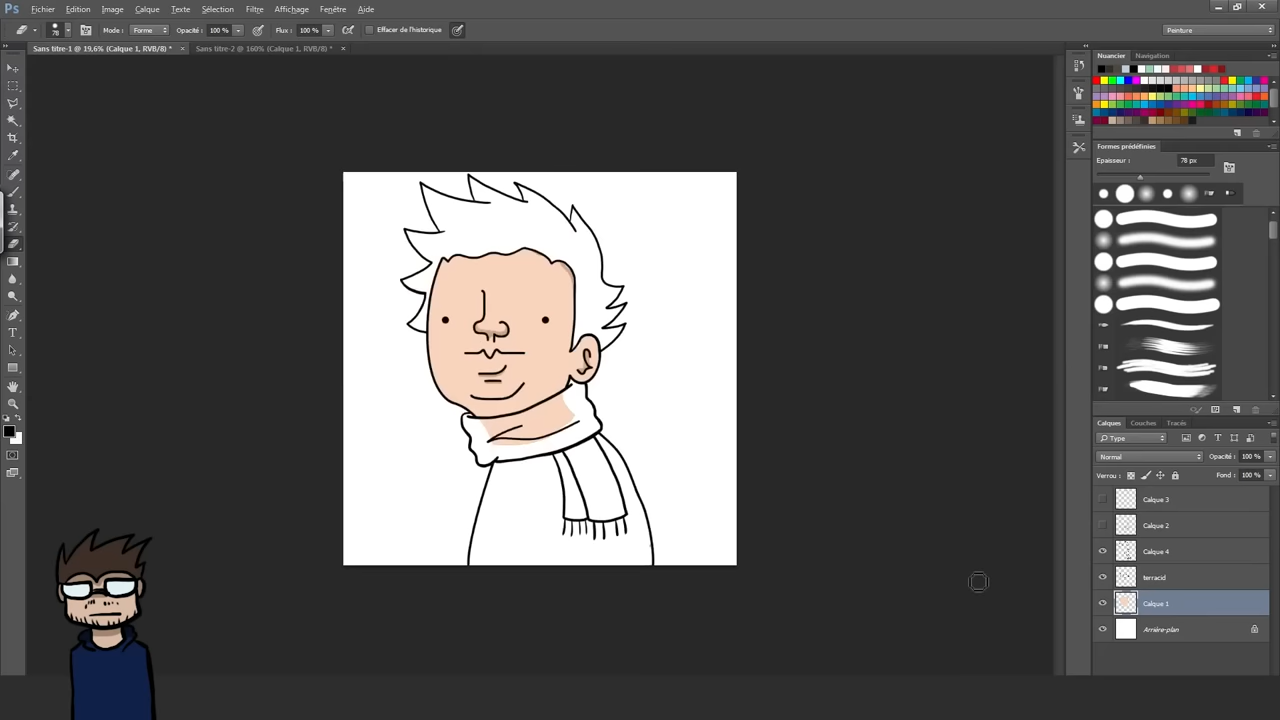 Ps Fichier Edition Image Calque Texte Sélection Filtre Affichage Fenêtre Aide
78 Mode : Forme Opacité : 100 % Flux : 100 % Effacer de l'historique Peinture
Sans titre-1 @ 19,6% (Calque 1, RVB/8) * × Sans titre-2 @ 160% (Calque 1, RVB/8) * ×
Nuancier Navigation
Formes prédéfinies
Epaisseur : 78 px
Calques Couches Tracés
Type
Normal Opacité : 100 %
Verrou : Fond : 100 %
Calque 3
Calque 2
Calque 4
terracid
Calque 1
Arrière-plan